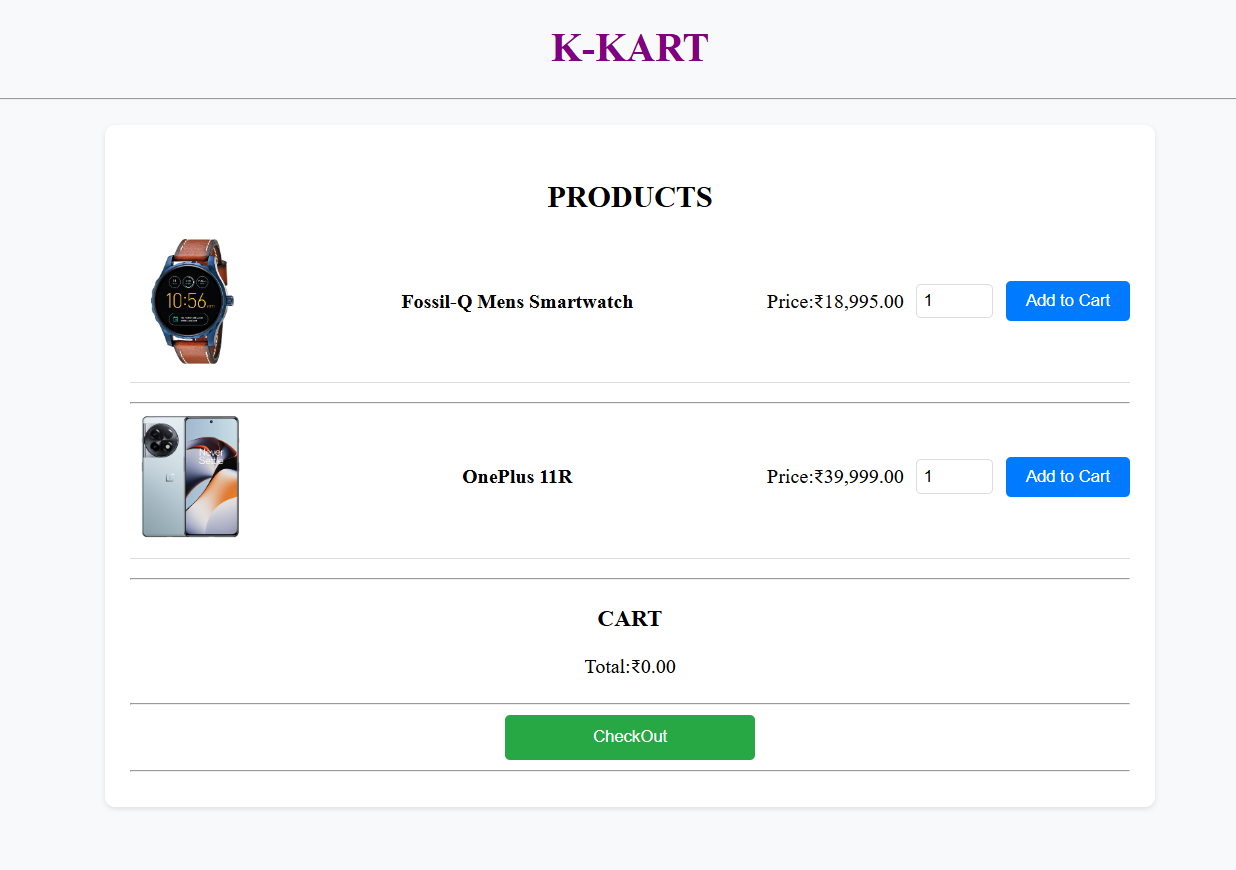 K-KART
PRODUCTS
10:56
Fossil-Q Mens Smartwatch Price:₹18,995.00 1 Add to Cart
Never
Settle
OnePlus 11R Price:₹39,999.00 1 Add to Cart
CART
Total:₹0.00
CheckOut